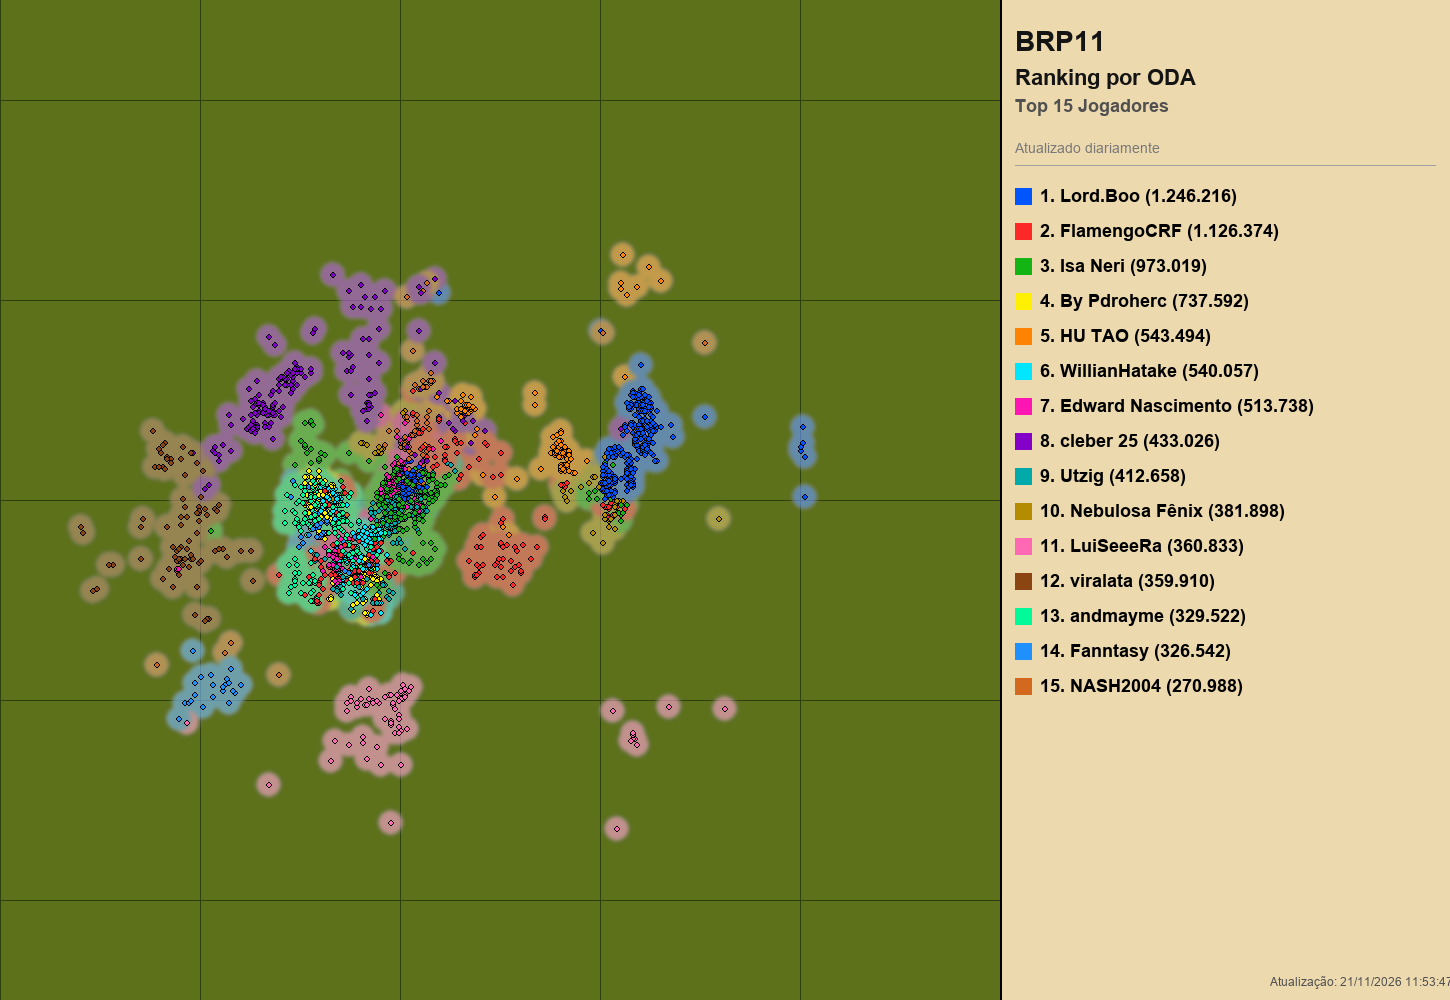 BRP11
Ranking por ODA
Top 15 Jogadores
Atualizado diariamente
1. Lord.Boo (1.246.216)
2. FlamengoCRF (1.126.374)
3. Isa Neri (973.019)
4. By Pdroherc (737.592)
5. HU TAO (543.494)
6. WillianHatake (540.057)
7. Edward Nascimento (513.738)
8. cleber 25 (433.026)
9. Utzig (412.658)
10. Nebulosa Fênix (381.898)
11. LuiSeeeRa (360.833)
12. viralata (359.910)
13. andmayme (329.522)
14. Fanntasy (326.542)
15. NASH2004 (270.988)
Atualização: 21/11/2026 11:53:47